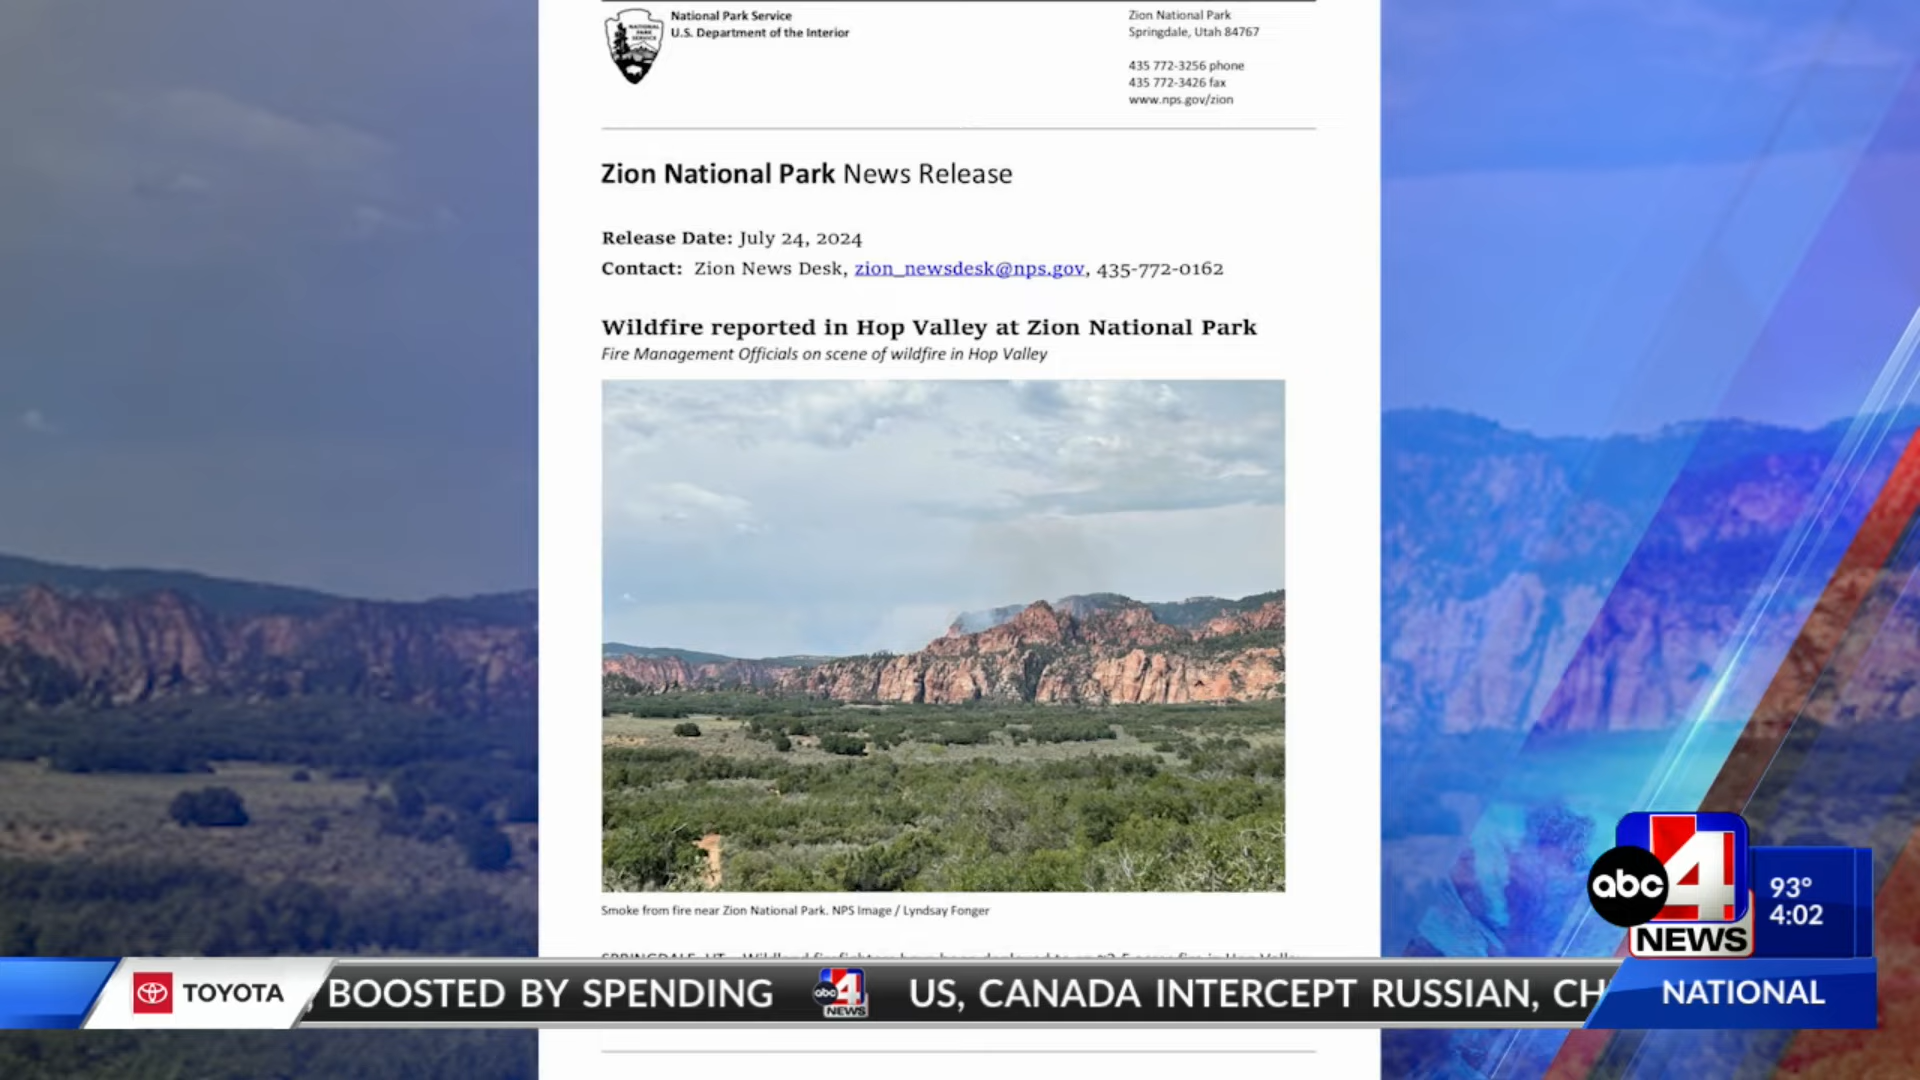 National Park Service
U.S. Department of the Interior
Zion National Park
Springdale, Utah 84767
435 772-3256 phone
435 772-3426 fax
www.nps.gov/zion
Zion National Park News Release
Release Date: July 24, 2024
Contact: Zion News Desk, zion_newsdesk@nps.gov, 435-772-0162
Wildfire reported in Hop Valley at Zion National Park
Fire Management Officials on scene of wildfire in Hop Valley
Smoke from fire near Zion National Park. NPS Image / Lyndsay Fonger
abc 4
NEWS
93°
4:02
TOYOTA
, BOOSTED BY SPENDING
abc 4
NEWS
US, CANADA INTERCEPT RUSSIAN, CH
NATIONAL